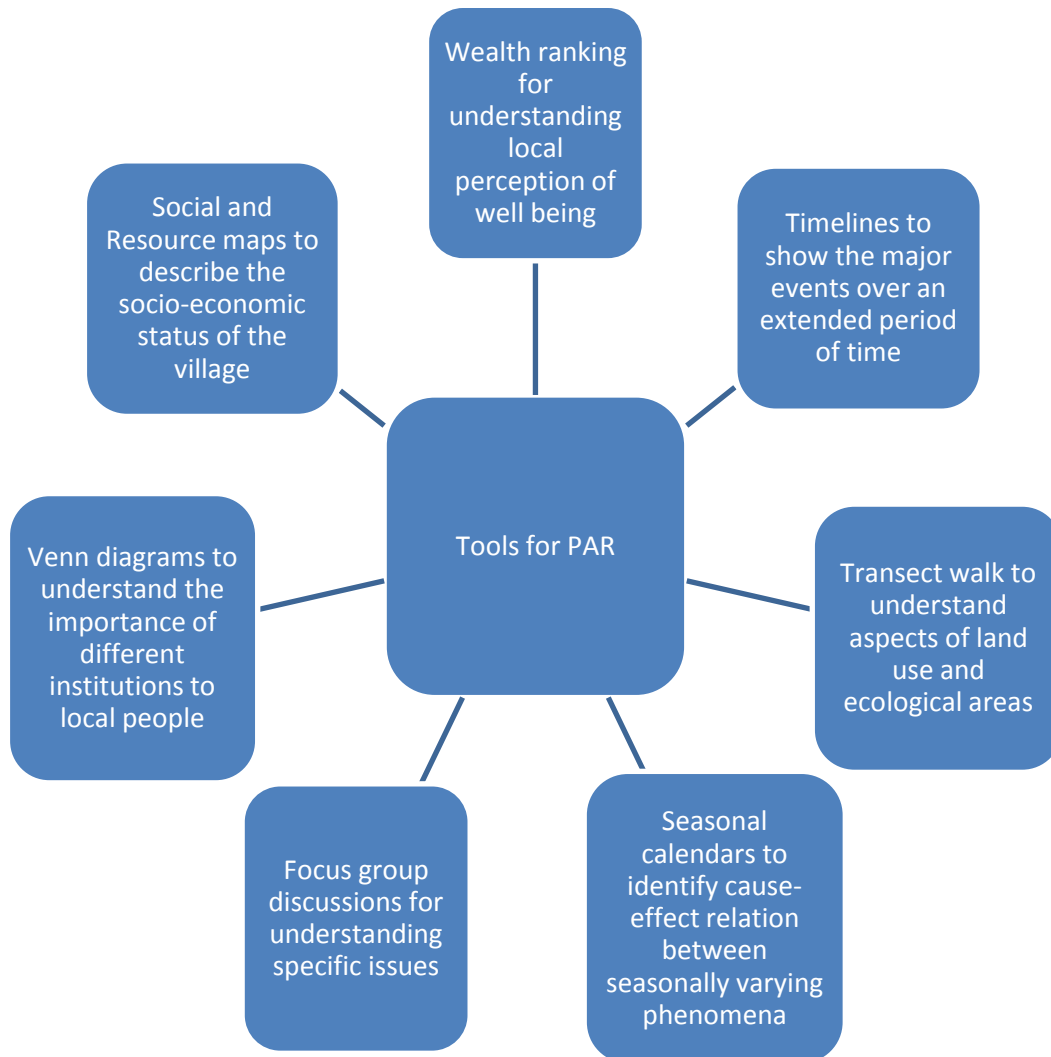 Wealth ranking
for
understanding
local
perception of
well being
Social and
Resource maps to
describe the
socio-economic
status of the
village
Timelines to
show the major
events over an
extended period
of time
Tools for PAR
Venn diagrams to
understand the
importance of
different
institutions to
local people
Transect walk to
understand
aspects of land
use and
ecological areas
Focus group
discussions for
understanding
specific issues
Seasonal
calendars to
identify cause-
effect relation
between
seasonally varying
phenomena